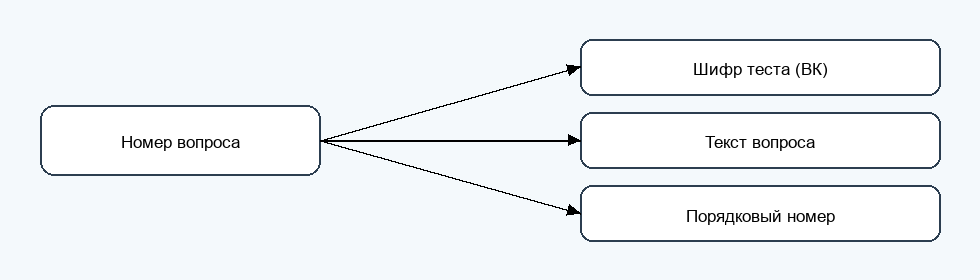 Номер вопроса
Шифр теста (ВК)
Текст вопроса
Порядковый номер